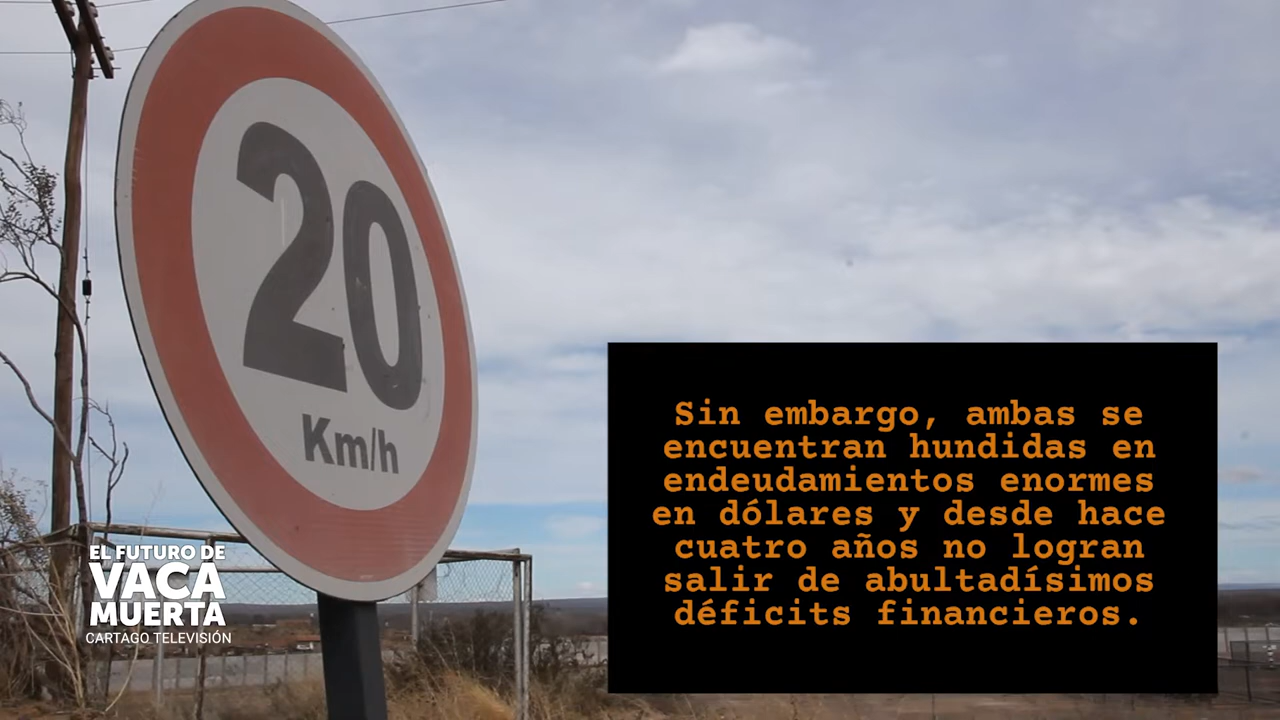 20
Km/h
EL FUTURO DE
VACA
MUERTA
CARTAGO TELEVISIÓN
Sin embargo, ambas se
encuentran hundidas en
endeudamientos enormes
en dólares y desde hace
cuatro años no logran
salir de abultadísimos
déficits financieros.